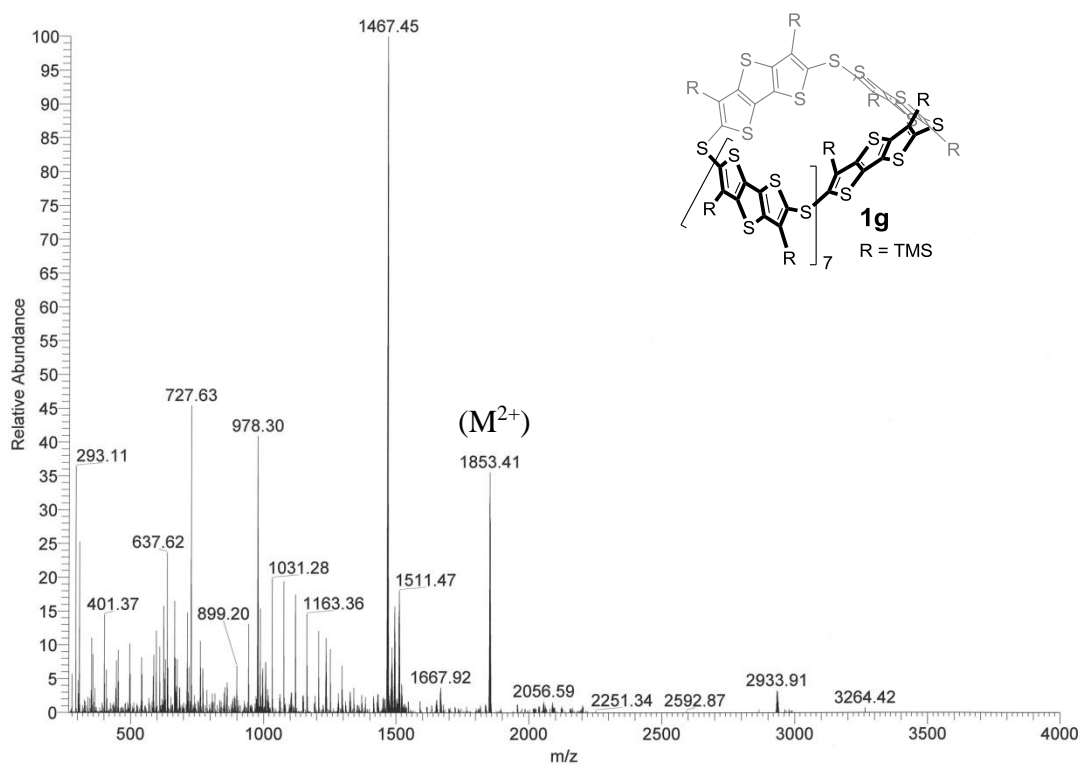 1467.45
100
95
90
85
80
75
70
65
60
55
50
45
40
35
30
25
20
15
10
5
0
Relative Abundance
293.11
401.37
637.62
727.63
899.20
978.30
1031.28
1163.36
1511.47
1667.92
(M2+)
1853.41
2056.59
2251.34
2592.87
2933.91
3264.42
500
1000
1500
2000
2500
3000
3500
4000
m/z
R
S
S
S
R
S
S
S
R
S
S
S
R
R
S
S
S
R
R
S
S
S
S
R
R
7
1g
R = TMS